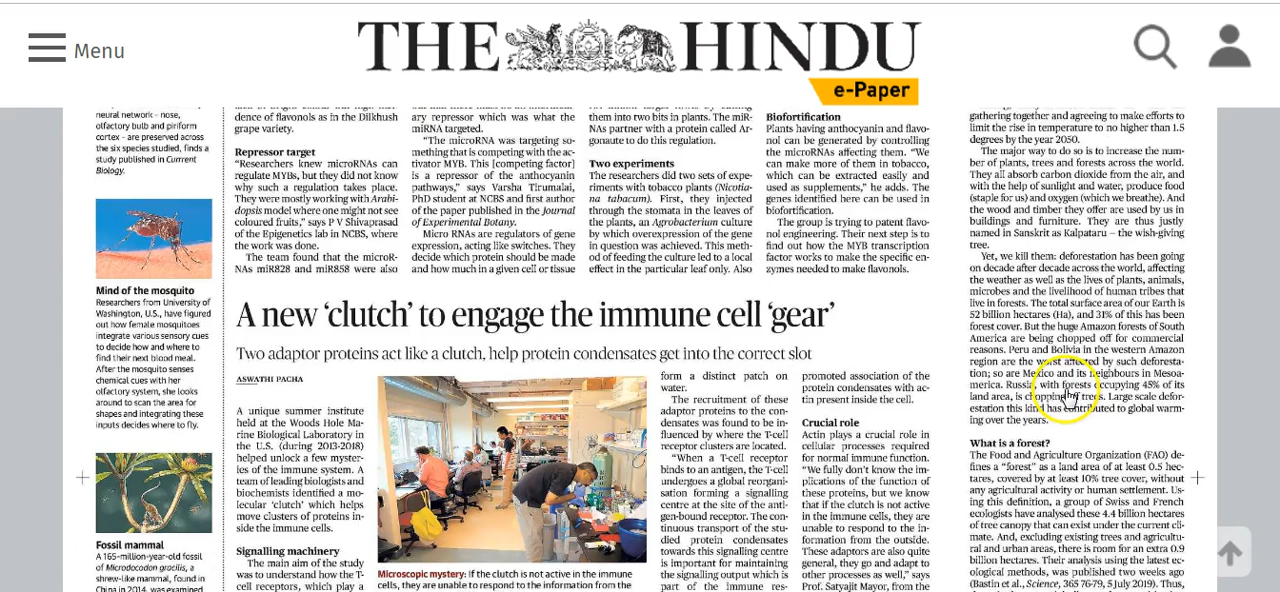 Menu
THE HINDU
e-Paper
neural network - nose,
olfactory bulb and piriform
cortex - are preserved across
the six species studied, finds a
study published in Current
Biology.
Mind of the mosquito
Researchers from University of
Washington, U.S., have figured
out how female mosquitoes
integrate various sensory cues
to decide how and where to
find their next blood meal.
After the mosquito senses
chemical cues with her
olfactory system, she looks
around to scan the area for
shapes and integrating these
inputs decides where to fly.
Fossil mammal
A 165-million-year-old fossil
of Microdocodon gracilis, a
shrew-like mammal, found in
China in 2014, was examined
dence of flavonols as in the Dilkhush
grape variety.
Repressor target
“Researchers knew microRNAs can
regulate MYBs, but they did not know
why such a regulation takes place.
They were mostly working with Arabi-
dopsis model where one might not see
coloured fruits,” says P V Shivaprasad
of the Epigenetics lab in NCBS, where
the work was done.
The team found that the microR-
NAs miR828 and miR858 were also
ary repressor which was what the
miRNA targeted.
“The microRNA was targeting so-
mething that is competing with the ac-
tivator MYB. This [competing factor]
is a repressor of the anthocyanin
pathways,” says Varsha Tirumalai,
PhD student at NCBS and first author
of the paper published in the Journal
of Experimental Botany.
Micro RNAs are regulators of gene
expression, acting like switches. They
decide which protein should be made
and how much in a given cell or tissue
them into two bits in plants. The miR-
NAs partner with a protein called Ar-
gonaute to do this regulation.
Two experiments
The researchers did two sets of expe-
riments with tobacco plants (Nicotia-
na tabacum). First, they injected
through the stomata in the leaves of
the plants, an Agrobacterium culture
by which overexpression of the gene
in question was achieved. This meth-
od of feeding the culture led to a local
effect in the particular leaf only. Also
Biofortification
Plants having anthocyanin and flavo-
nol can be generated by controlling
the microRNAs affecting them. “We
can make more of them in tobacco,
which can be extracted easily and
used as supplements,” he adds. The
genes identified here can be used in
biofortification.
The group is trying to patent flavo-
nol engineering. Their next step is to
find out how the MYB transcription
factor works to make the specific en-
zymes needed to make flavonols.
A new ‘clutch’ to engage the immune cell ‘gear’
Two adaptor proteins act like a clutch, help protein condensates get into the correct slot
ASWATHI PACHA
A unique summer institute
held at the Woods Hole Ma-
rine Biological Laboratory in
the U.S. (during 2013-2018)
helped unlock a few myster-
ies of the immune system. A
team of leading biologists and
biochemists identified a mo-
lecular ‘clutch’ which helps
move clusters of proteins in-
side the immune cells.
Signalling machinery
The main aim of the study
was to understand how the T-
cell receptors, which play a
Microscopic mystery: If the clutch is not active in the immune
cells, they are unable to respond to the information from the
form a distinct patch on
water.
The recruitment of these
adaptor proteins to the con-
densates was found to be in-
fluenced by where the T-cell
receptor clusters are located.
“When a T-cell receptor
binds to an antigen, the T-cell
undergoes a global reorgani-
sation forming a signalling
centre at the site of the anti-
gen-bound receptor. The con-
tinuous transport of the stu-
died protein condensates
towards this signalling centre
is important for maintaining
the signalling output which is
part of the immune res-
promoted association of the
protein condensates with ac-
tin present inside the cell.
Crucial role
Actin plays a crucial role in
cellular processes required
for normal immune function.
“We fully don’t know the im-
plications of the function of
these proteins, but we know
that if the clutch is not active
in the immune cells, they are
unable to respond to the in-
formation from the outside.
These adaptors are also quite
general, they go and adapt to
other processes as well,” says
Prof. Satyajit Mayor, from the
gathering together and agreeing to make efforts to
limit the rise in temperature to no higher than 1.5
degrees by the year 2050.
The major way to do so is to increase the num-
ber of plants, trees and forests across the world.
They all absorb carbon dioxide from the air, and
with the help of sunlight and water, produce food
(staple for us) and oxygen (which we breathe). And
the wood and timber they offer are used by us in
buildings and furniture. They are thus justly
named in Sanskrit as Kalpataru – the wish-giving
tree.
Yet, we kill them: deforestation has been going
on decade after decade across the world, affecting
the weather as well as the lives of plants, animals,
microbes and the livelihood of human tribes that
live in forests. The total surface area of our Earth is
52 billion hectares (Ha), and 31% of this has been
forest cover. But the huge Amazon forests of South
America are being chopped off for commercial
reasons. Peru and Bolivia in the western Amazon
region are the worst affected by such deforesta-
tion; so are Mexico and its neighbours in Mesoa-
merica. Russia, with forests occupying 45% of its
land area, is chopping trees. Large scale defor-
estation this kind has contributed to global warm-
ing over the years.
What is a forest?
The Food and Agriculture Organization (FAO) de-
fines a “forest” as a land area of at least 0.5 hec-
tares, covered by at least 10% tree cover, without
any agricultural activity or human settlement. Us-
ing this definition, a group of Swiss and French
ecologists have analysed these 4.4 billion hectares
of tree canopy that can exist under the current cli-
mate. And, excluding existing trees and agricultu-
ral and urban areas, there is room for an extra 0.9
billion hectares. Their analysis using the latest ec-
ological methods, was published two weeks ago
(Bastin et al., Science, 365 76-79, 5 July 2019). Thus,